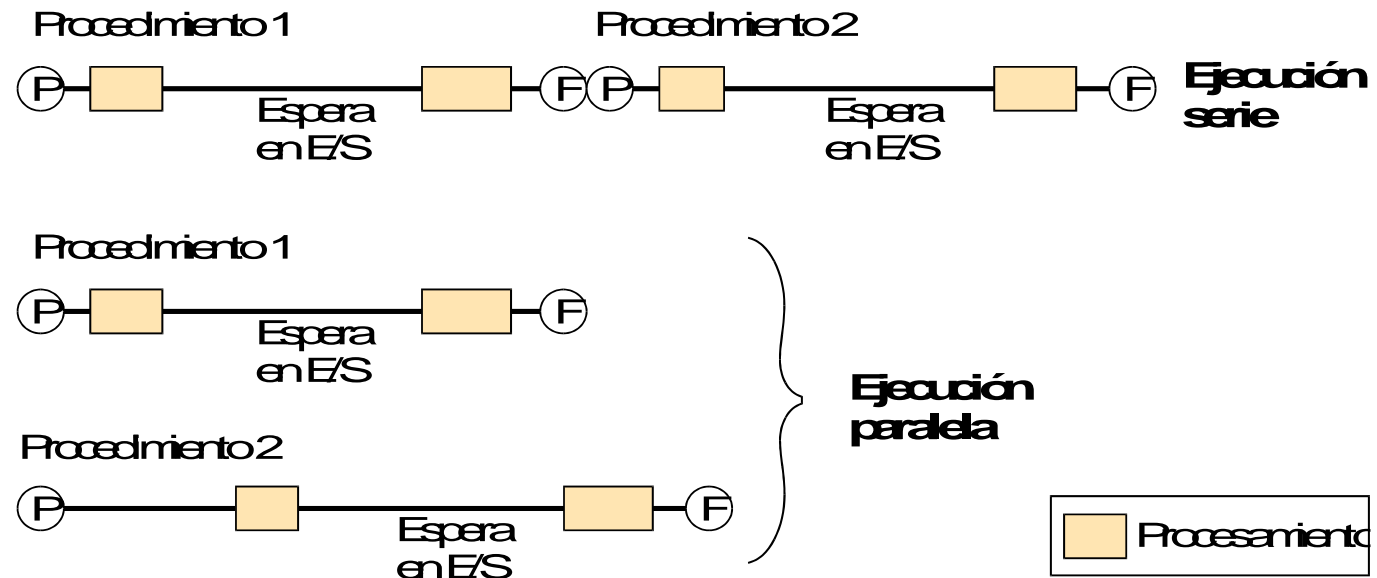 Procedimiento 1
Procedimiento 2
P
F
P
F
Espera
en E/S
Espera
en E/S
Ejecución
serie
Procedimiento 1
P
F
Espera
en E/S
Ejecución
paralela
Procedimiento 2
P
F
Espera
en E/S
Procesamiento